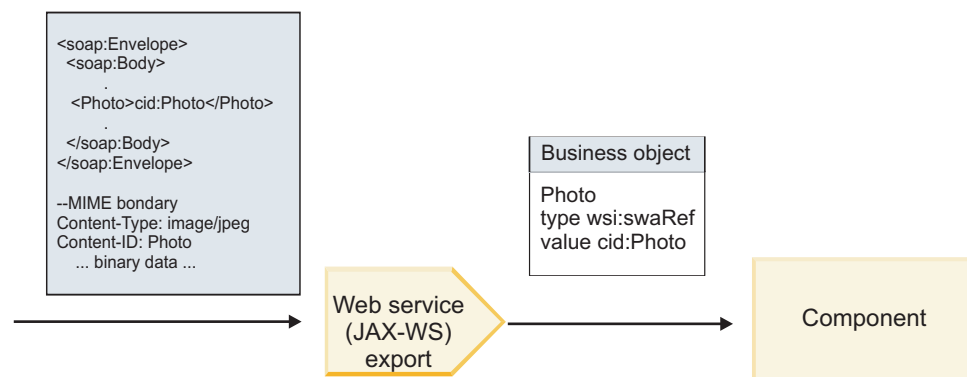 <soap:Envelope>
<soap:Body>
.
<Photo>cid:Photo</Photo>
.
</soap:Body>
</soap:Envelope>
--MIME bondary
Content-Type: image/jpeg
Content-ID: Photo
... binary data ...
Business object
Photo
type wsi:swaRef
value cid:Photo
Web service
(JAX-WS)
export
Component